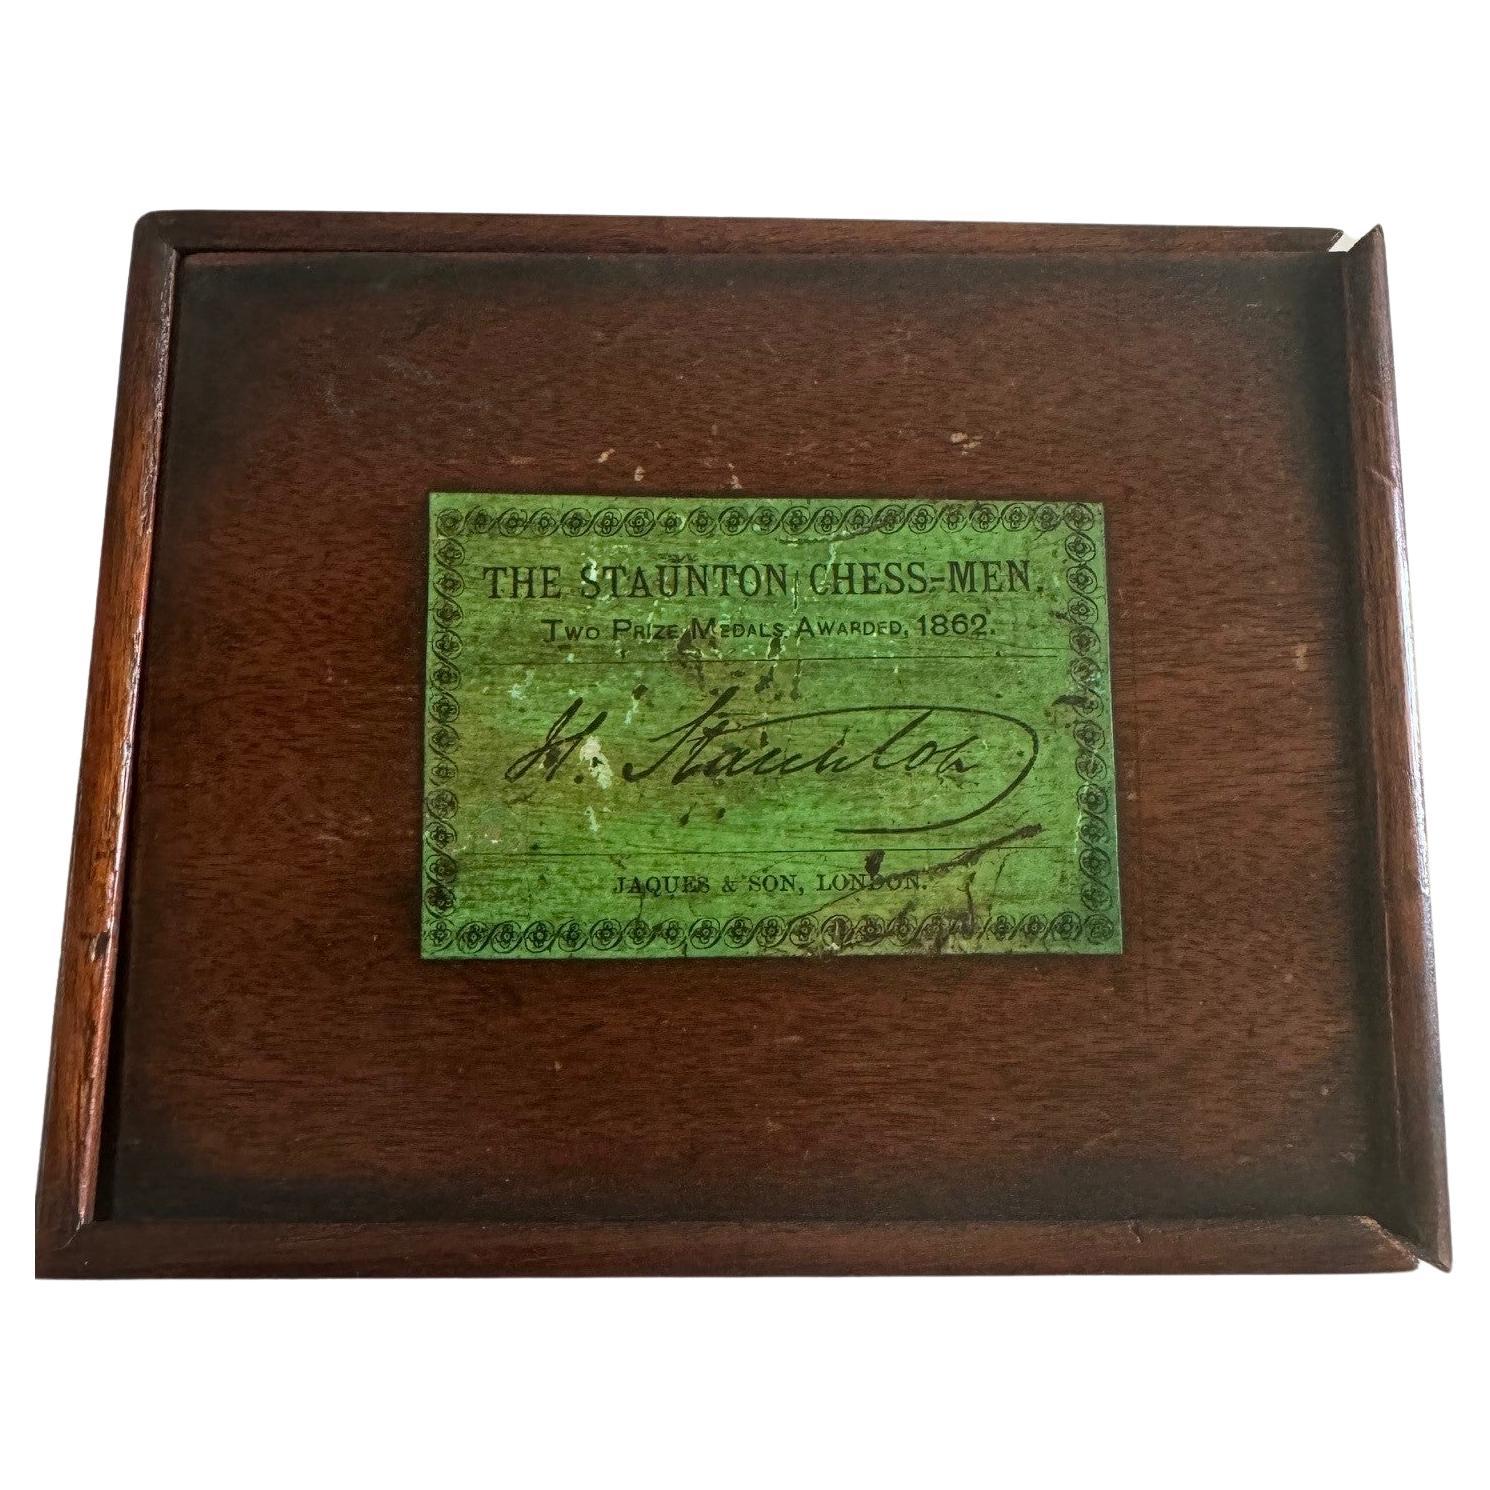 THE STAUNTON CHESS-MEN.
TWO PRIZE MEDALS AWARDED, 1862.
H. Staunton
JAQUES & SON, LONDON.